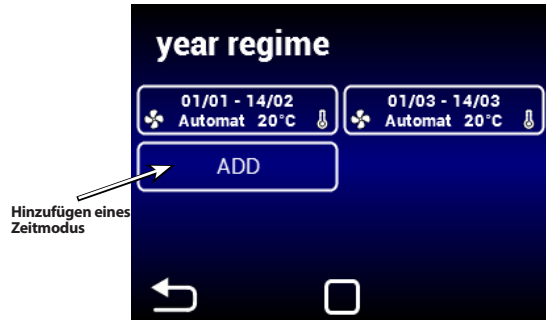 year regime
01/01 - 14/02
Automat 20°C
01/03 - 14/03
Automat 20°C
ADD
Hinzufügen eines
Zeitmodus